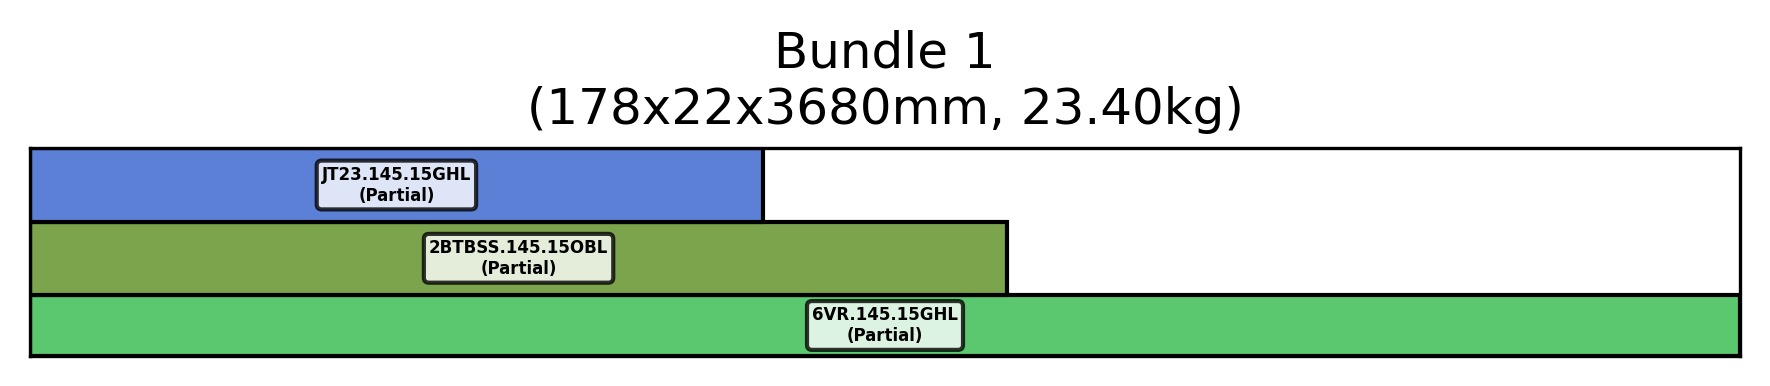 Bundle 1
(178x22x3680mm, 23.40kg)
JT23.145.15GHL
(Partial)
2BTBSS.145.15OBL
(Partial)
6VR.145.15GHL
(Partial)